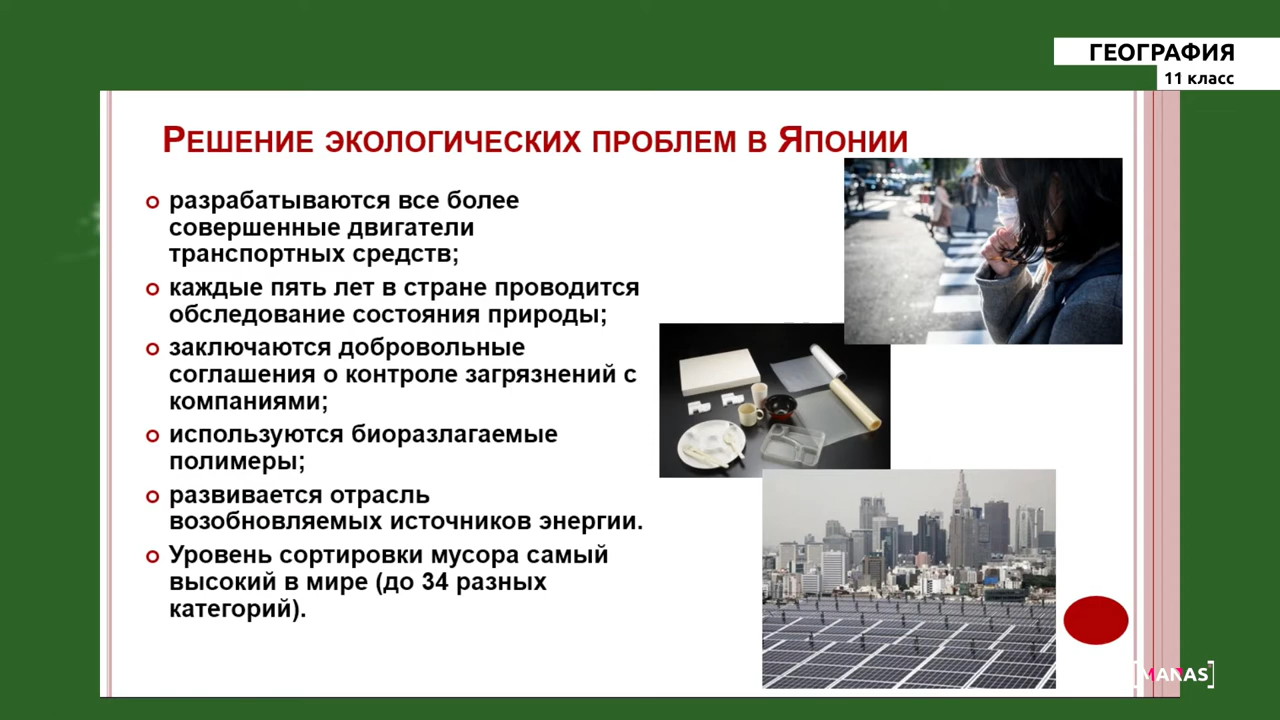 ГЕОГРАФИЯ
11 класс
Решение экологических проблем в Японии
разрабатываются все более
совершенные двигатели
транспортных средств;
каждые пять лет в стране проводится
обследование состояния природы;
заключаются добровольные
соглашения о контроле загрязнений с
компаниями;
используются биоразлагаемые
полимеры;
развивается отрасль
возобновляемых источников энергии.
Уровень сортировки мусора самый
высокий в мире (до 34 разных
категорий).
[MANAS]